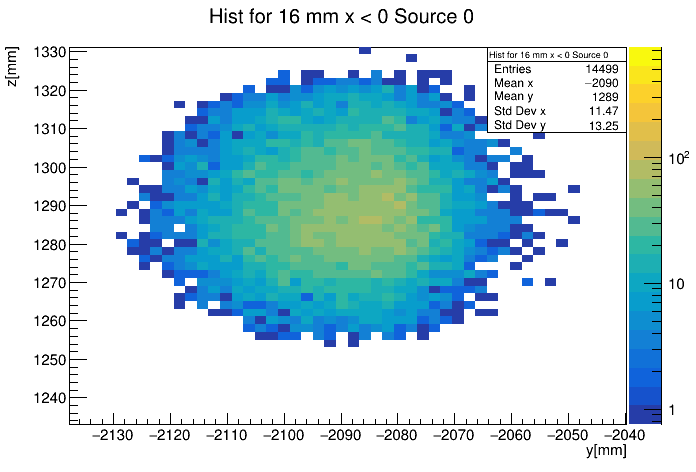 Hist for 16 mm x < 0 Source 0
z[mm]
1330
1320
1310
1300
1290
1280
1270
1260
1250
1240
Hist for 16 mm x < 0 Source 0
Entries 14499
Mean x −2090
Mean y 1289
Std Dev x 11.47
Std Dev y 13.25
10²
10
1
−2130 −2120 −2110 −2100 −2090 −2080 −2070 −2060 −2050 −2040
y[mm]